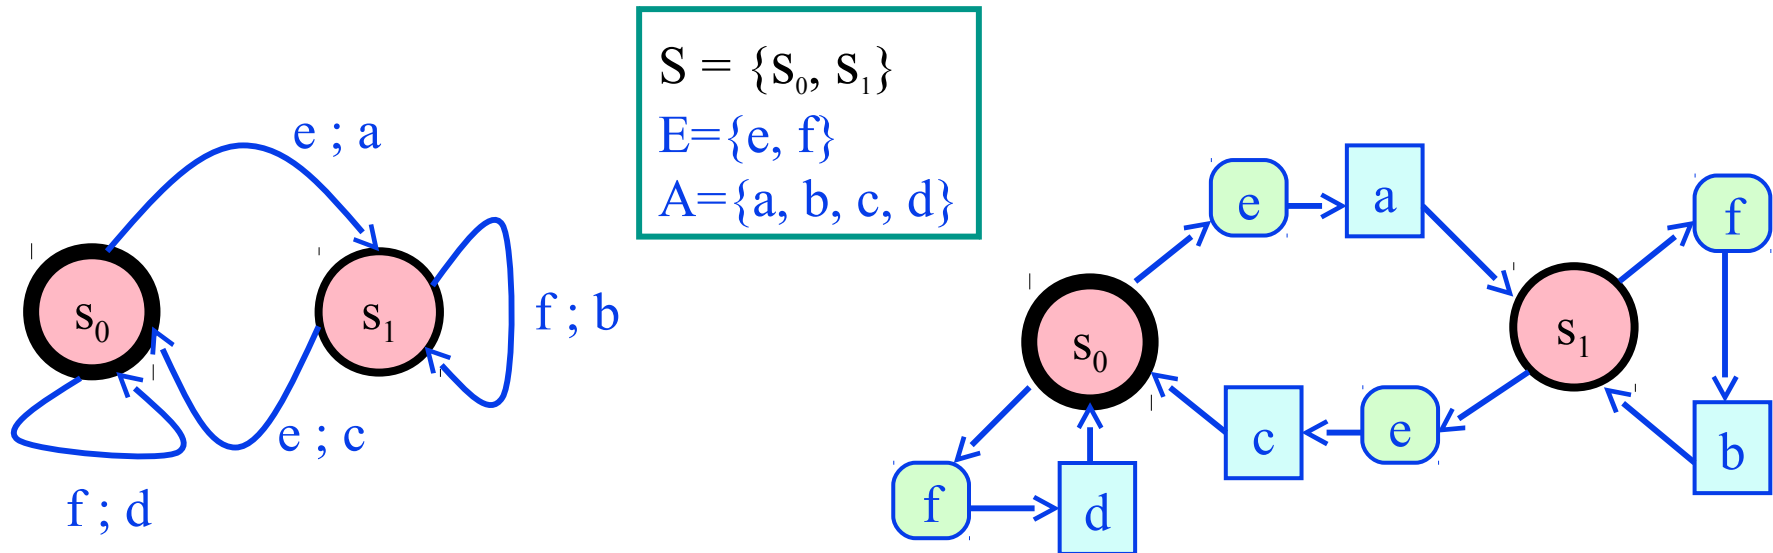 e ; a
s₀
s₁
f ; b
e ; c
f ; d
S = {s₀, s₁}
E={e, f}
A={a, b, c, d}
e
a
f
s₀
s₁
c
e
b
f
d